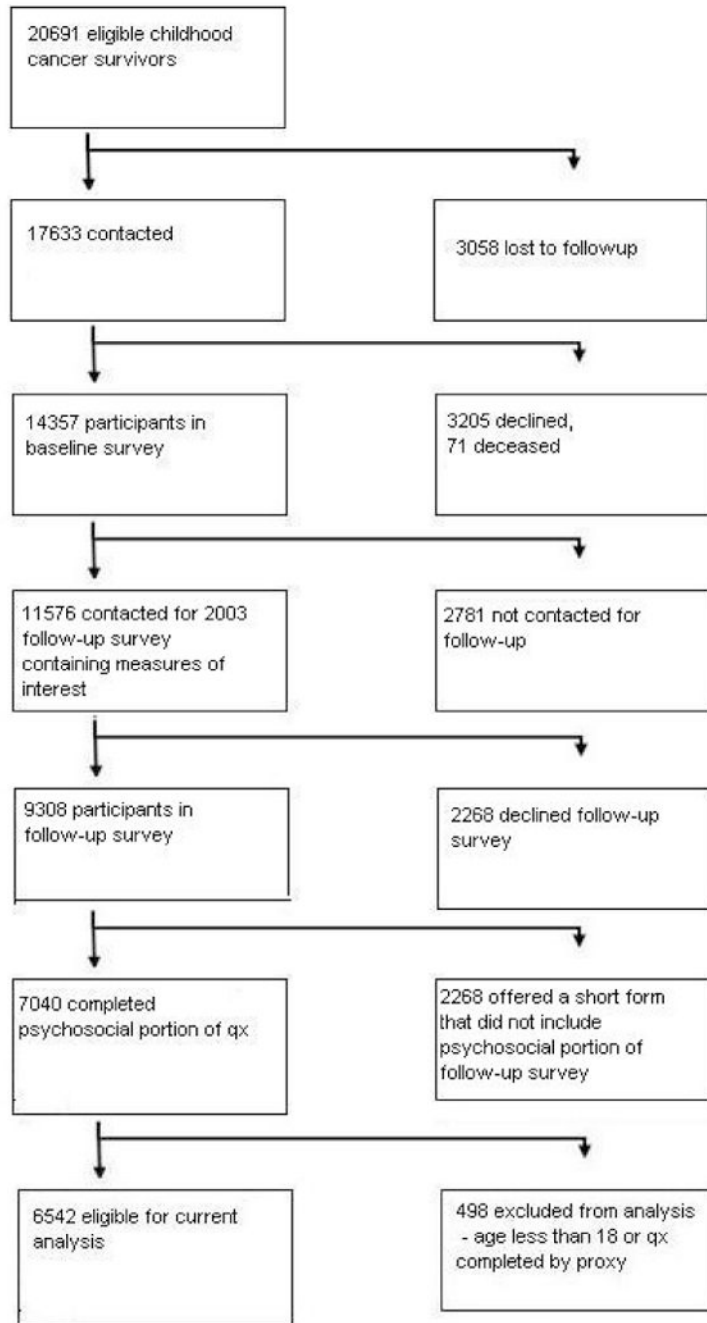 20691 eligible childhood
cancer survivors
17633 contacted
3058 lost to followup
14357 participants in
baseline survey
3205 declined,
71 deceased
11576 contacted for 2003
follow-up survey
containing measures of
interest
2781 not contacted for
follow-up
9308 participants in
follow-up survey
2268 declined follow-up
survey
7040 completed
psychosocial portion of qx
2268 offered a short form
that did not include
psychosocial portion of
follow-up survey
6542 eligible for current
analysis
498 excluded from analysis
- age less than 18 or qx
completed by proxy